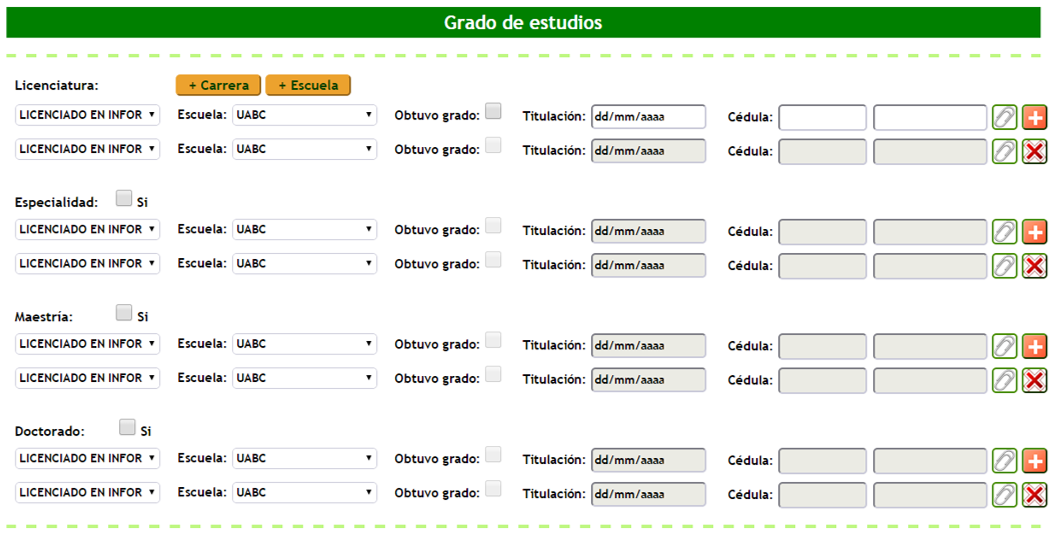 Grado de estudios
Licenciatura: + Carrera + Escuela
LICENCIADO EN INFOR Escuela: UABC Obtuvo grado: Titulación: dd/mm/aaaa Cédula:
LICENCIADO EN INFOR Escuela: UABC Obtuvo grado: Titulación: dd/mm/aaaa Cédula:
Especialidad: Si
LICENCIADO EN INFOR Escuela: UABC Obtuvo grado: Titulación: dd/mm/aaaa Cédula:
LICENCIADO EN INFOR Escuela: UABC Obtuvo grado: Titulación: dd/mm/aaaa Cédula:
Maestría: Si
LICENCIADO EN INFOR Escuela: UABC Obtuvo grado: Titulación: dd/mm/aaaa Cédula:
LICENCIADO EN INFOR Escuela: UABC Obtuvo grado: Titulación: dd/mm/aaaa Cédula:
Doctorado: Si
LICENCIADO EN INFOR Escuela: UABC Obtuvo grado: Titulación: dd/mm/aaaa Cédula:
LICENCIADO EN INFOR Escuela: UABC Obtuvo grado: Titulación: dd/mm/aaaa Cédula: